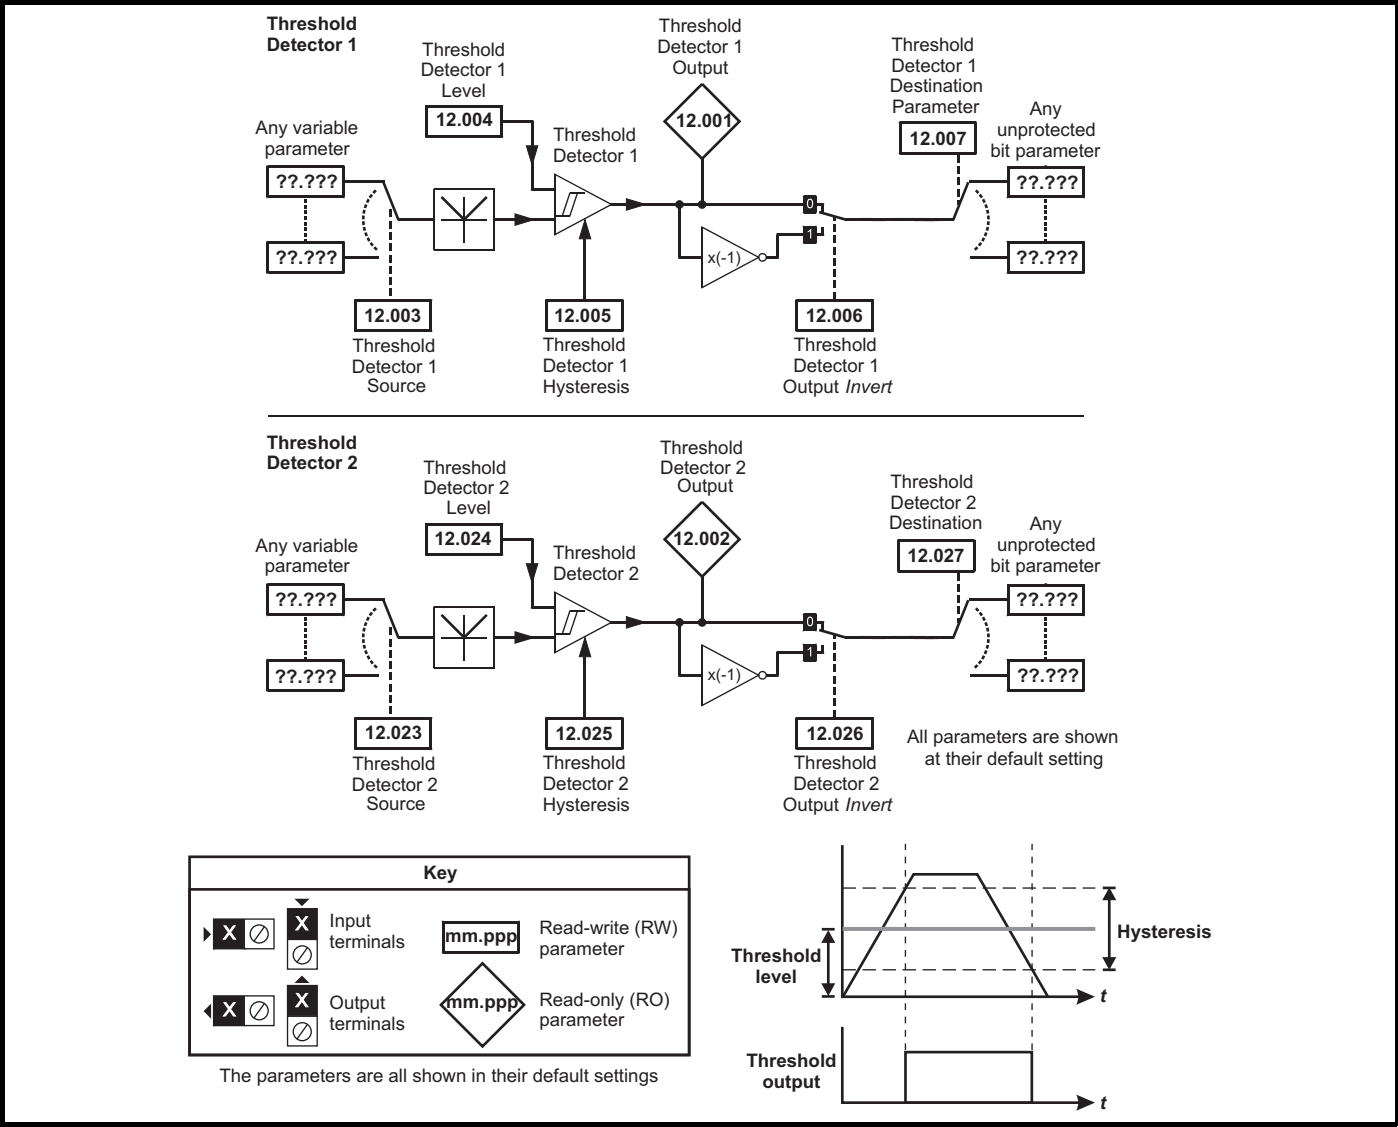 Threshold
Detector 1
Threshold
Detector 1
Level
12.004
Threshold
Detector 1
Output
12.001
Threshold
Detector 1
Destination
Parameter
12.007
Any
unprotected
bit parameter
??.???
??.???
Any variable
parameter
??.???
??.???
Threshold
Detector 1
0
1
x(-1)
12.003
Threshold
Detector 1
Source
12.005
Threshold
Detector 1
Hysteresis
12.006
Threshold
Detector 1
Output Invert
Threshold
Detector 2
Threshold
Detector 2
Level
12.024
Threshold
Detector 2
Output
12.002
Threshold
Detector 2
Destination
12.027
Any
unprotected
bit parameter
??.???
??.???
Any variable
parameter
??.???
??.???
Threshold
Detector 2
0
1
x(-1)
12.023
Threshold
Detector 2
Source
12.025
Threshold
Detector 2
Hysteresis
12.026
Threshold
Detector 2
Output Invert
All parameters are shown
at their default setting
Key
X
X
Input
terminals
mm.ppp
Read-write (RW)
parameter
X
X
Output
terminals
mm.ppp
Read-only (RO)
parameter
The parameters are all shown in their default settings
Threshold
level
Hysteresis
t
Threshold
output
t